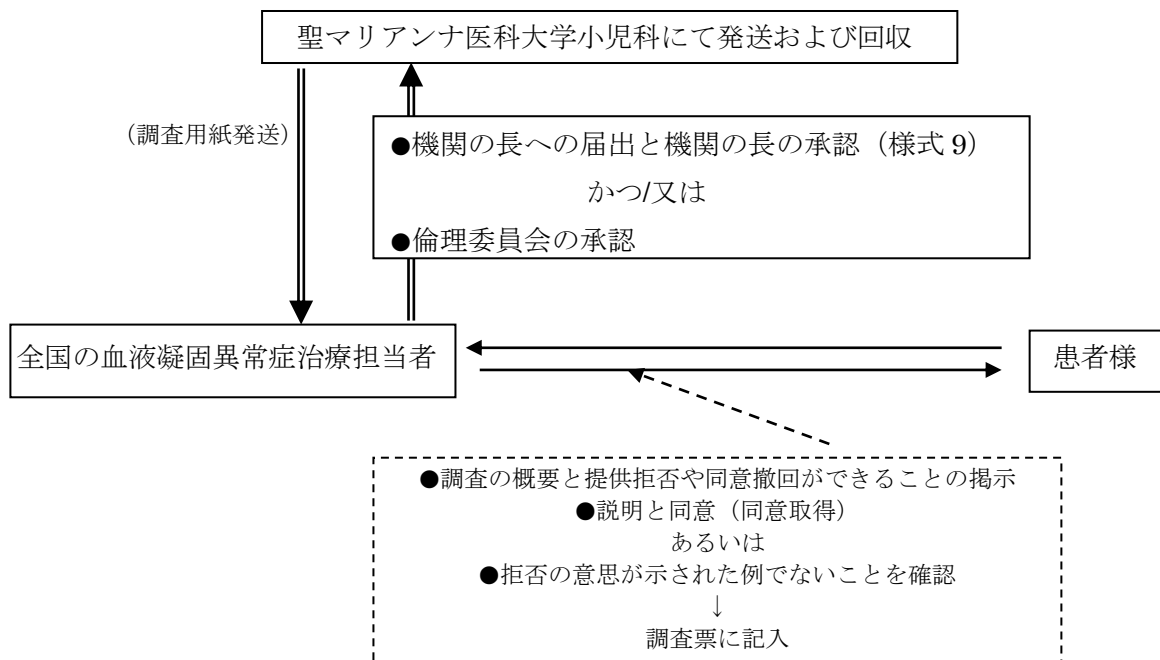 聖マリアンナ医科大学小児科にて発送および回収
(調査用紙発送)
●機関の長への届出と機関の長の承認（様式 9）
かつ/又は
●倫理委員会の承認
全国の血液凝固異常症治療担当者
患者様
●調査の概要と提供拒否や同意撤回ができることの掲示
●説明と同意（同意取得）
あるいは
●拒否の意思が示された例でないことを確認
↓
調査票に記入